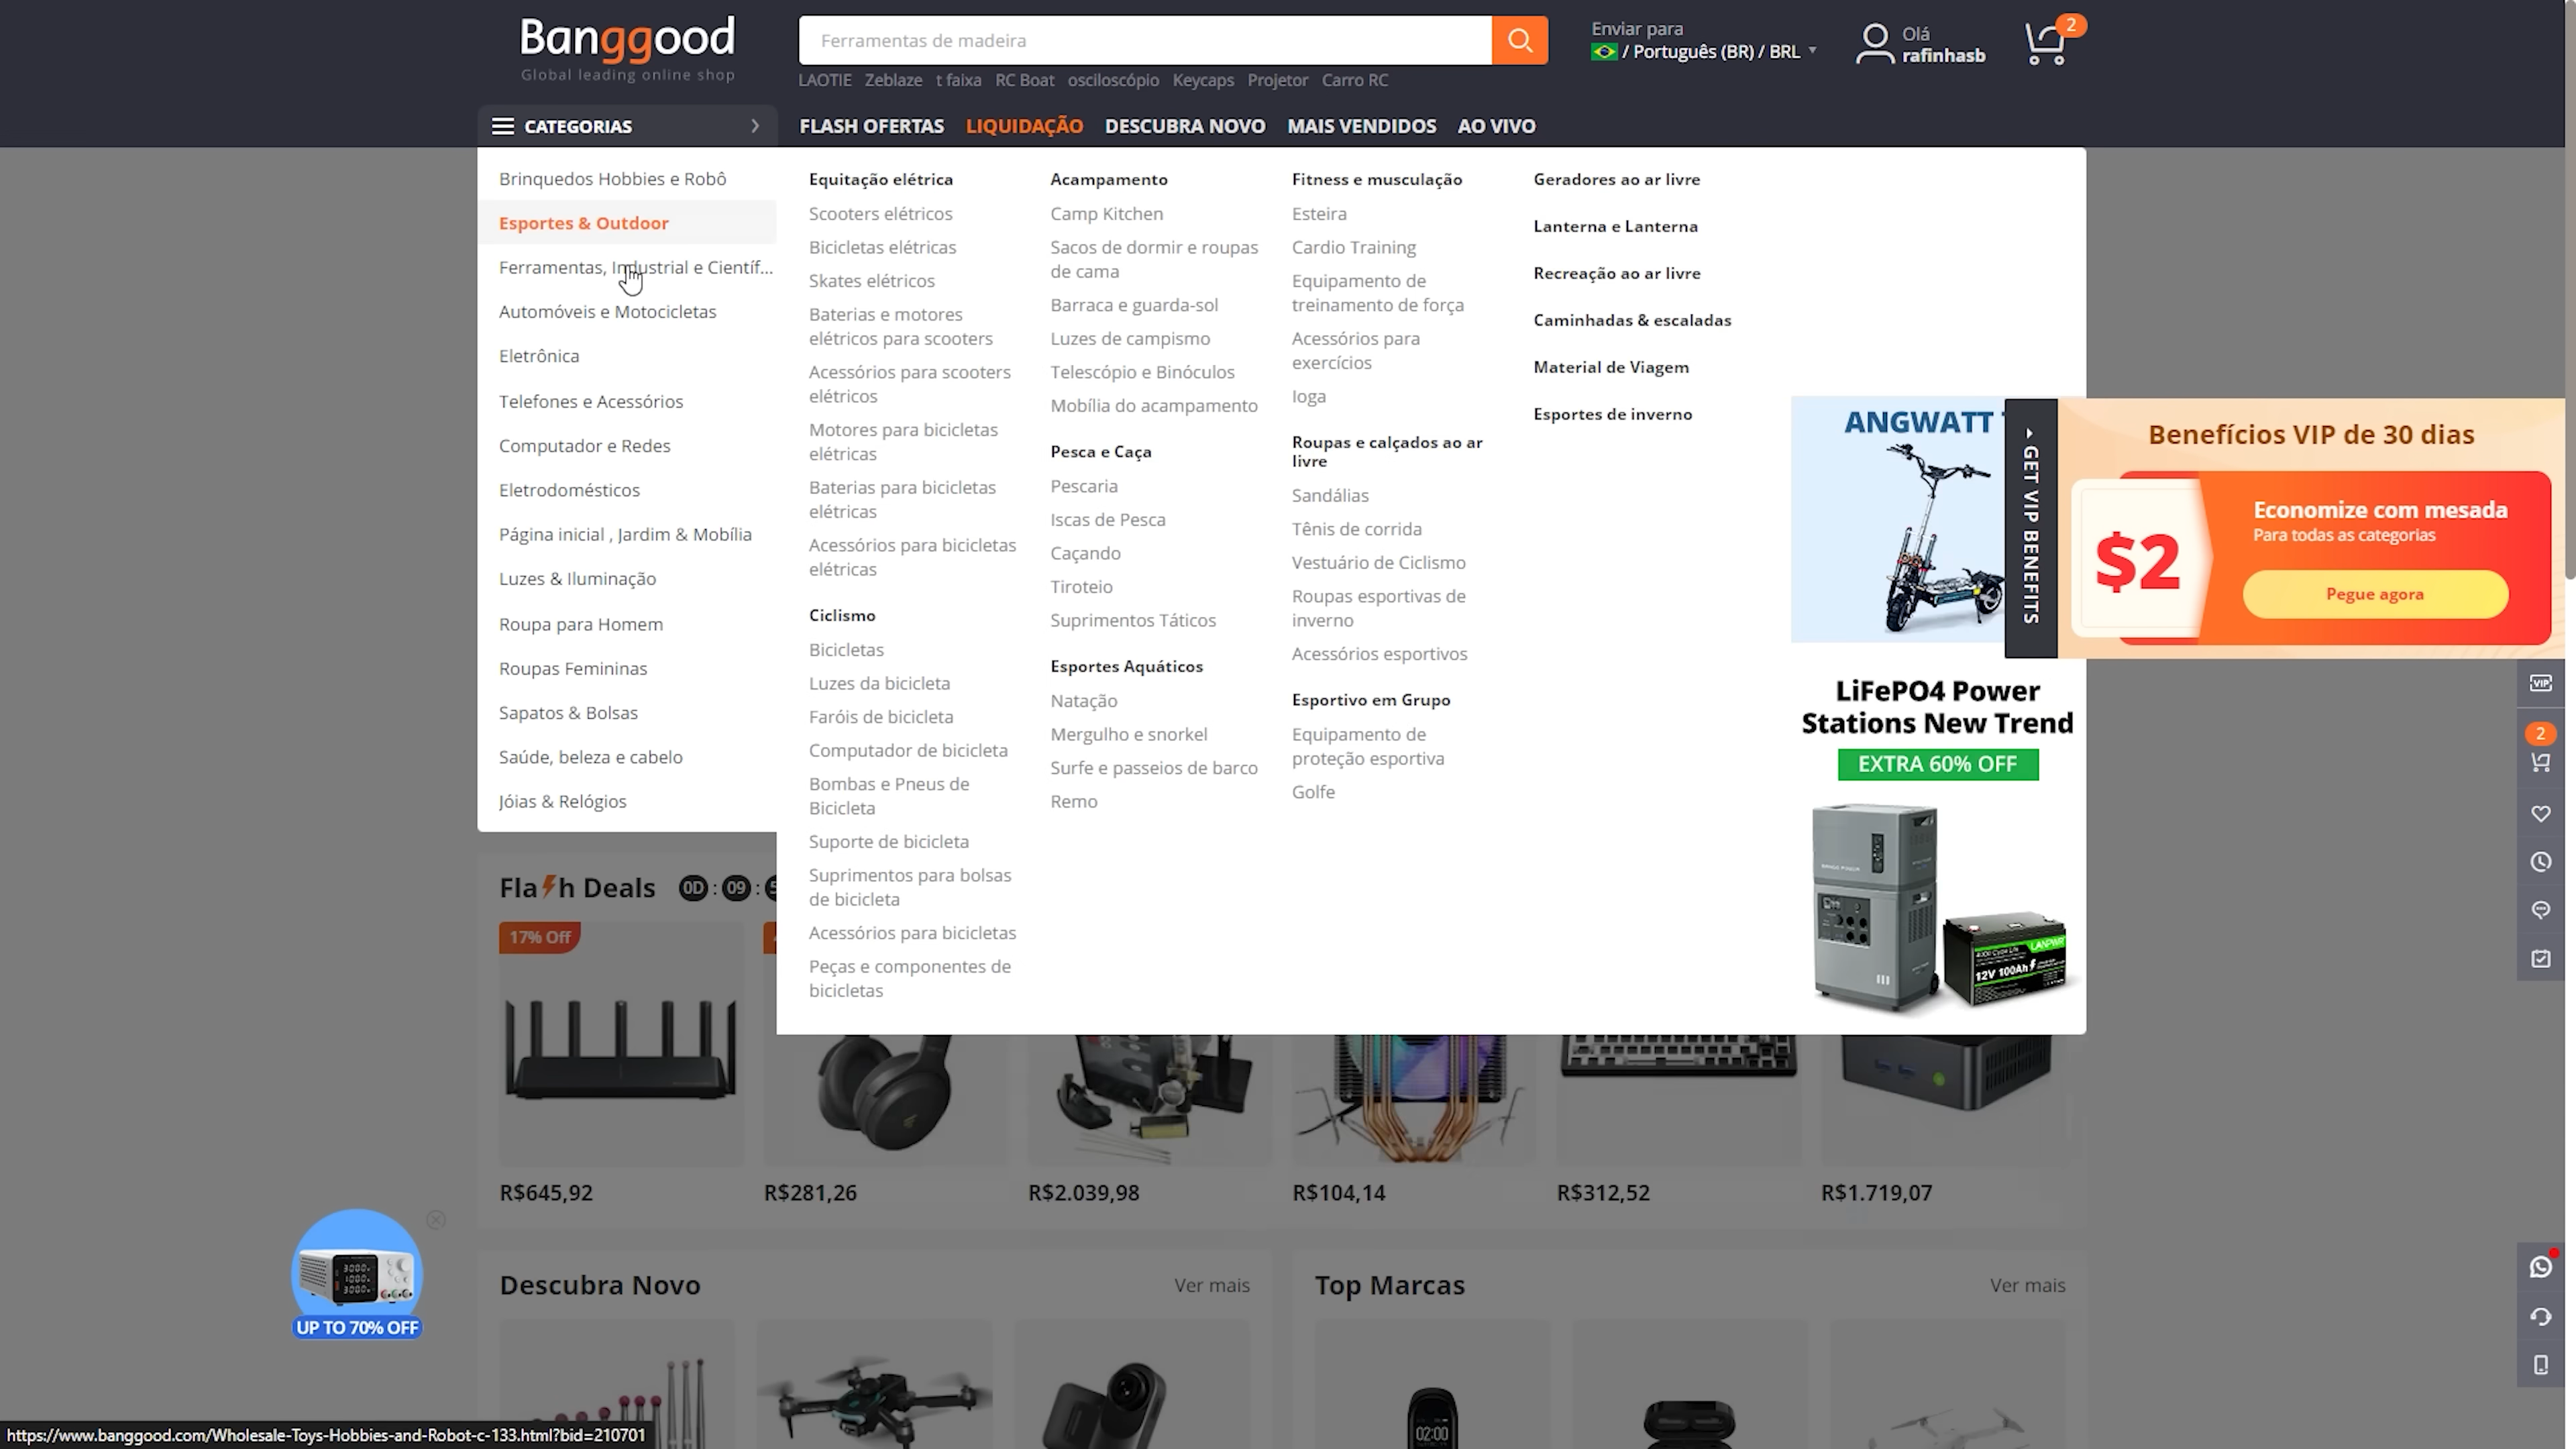 Banggood
Global leading online shop
Ferramentas de madeira
LAOTIE Zeblaze t faixa RC Boat osciloscópio Keycaps Projetor Carro RC
Enviar para
/ Português (BR) / BRL
Olá
rafinhasb
2
CATEGORIAS
FLASH OFERTAS LIQUIDAÇÃO DESCUBRA NOVO MAIS VENDIDOS AO VIVO
Brinquedos Hobbies e Robô
Esportes & Outdoor
Ferramentas, Industrial e Científ...
Automóveis e Motocicletas
Eletrônica
Telefones e Acessórios
Computador e Redes
Eletrodomésticos
Página inicial , Jardim & Mobília
Luzes & Iluminação
Roupa para Homem
Roupas Femininas
Sapatos & Bolsas
Saúde, beleza e cabelo
Jóias & Relógios
Equitação elétrica
Scooters elétricos
Bicicletas elétricas
Skates elétricos
Baterias e motores
elétricos para scooters
Acessórios para scooters
elétricos
Motores para bicicletas
elétricas
Baterias para bicicletas
elétricas
Acessórios para bicicletas
elétricas
Ciclismo
Bicicletas
Luzes da bicicleta
Faróis de bicicleta
Computador de bicicleta
Bombas e Pneus de
Bicicleta
Suporte de bicicleta
Suprimentos para bolsas
de bicicleta
Acessórios para bicicletas
Peças e componentes de
bicicletas
Acampamento
Camp Kitchen
Sacos de dormir e roupas
de cama
Barraca e guarda-sol
Luzes de campismo
Telescópio e Binóculos
Mobília do acampamento
Pesca e Caça
Pescaria
Iscas de Pesca
Caçando
Tiroteio
Suprimentos Táticos
Esportes Aquáticos
Natação
Mergulho e snorkel
Surfe e passeios de barco
Remo
Fitness e musculação
Esteira
Cardio Training
Equipamento de
treinamento de força
Acessórios para
exercícios
Ioga
Roupas e calçados ao ar
livre
Sandálias
Tênis de corrida
Vestuário de Ciclismo
Roupas esportivas de
inverno
Acessórios esportivos
Esportivo em Grupo
Equipamento de
proteção esportiva
Golfe
Geradores ao ar livre
Lanterna e Lanterna
Recreação ao ar livre
Caminhadas & escaladas
Material de Viagem
Esportes de inverno
ANGWATT
GET VIP BENEFITS
Benefícios VIP de 30 dias
$2
Economize com mesada
Para todas as categorias
Pegue agora
LiFePO4 Power
Stations New Trend
EXTRA 60% OFF
LANPWR
12V 100Ah
VIP
2
Flash Deals 0D : 09 :
17% Off
R$645,92
R$281,26
R$2.039,98
R$104,14
R$312,52
R$1.719,07
3000
1000
3000
UP TO 70% OFF
Descubra Novo
Ver mais
Top Marcas
Ver mais
02:00
https://www.banggood.com/Wholesale-Toys-Hobbies-and-Robot-c-133.html?bid=210701